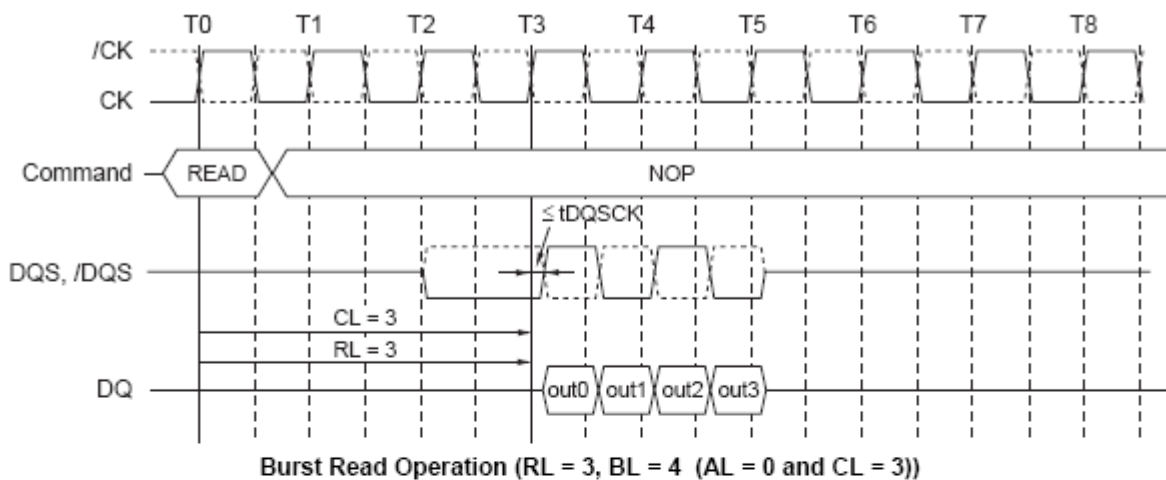 T0 T1 T2 T3 T4 T5 T6 T7 T8
/CK
CK
Command READ NOP
≤ tDQSCK
DQS, /DQS
CL = 3
RL = 3
DQ out0 out1 out2 out3
Burst Read Operation (RL = 3, BL = 4 (AL = 0 and CL = 3))